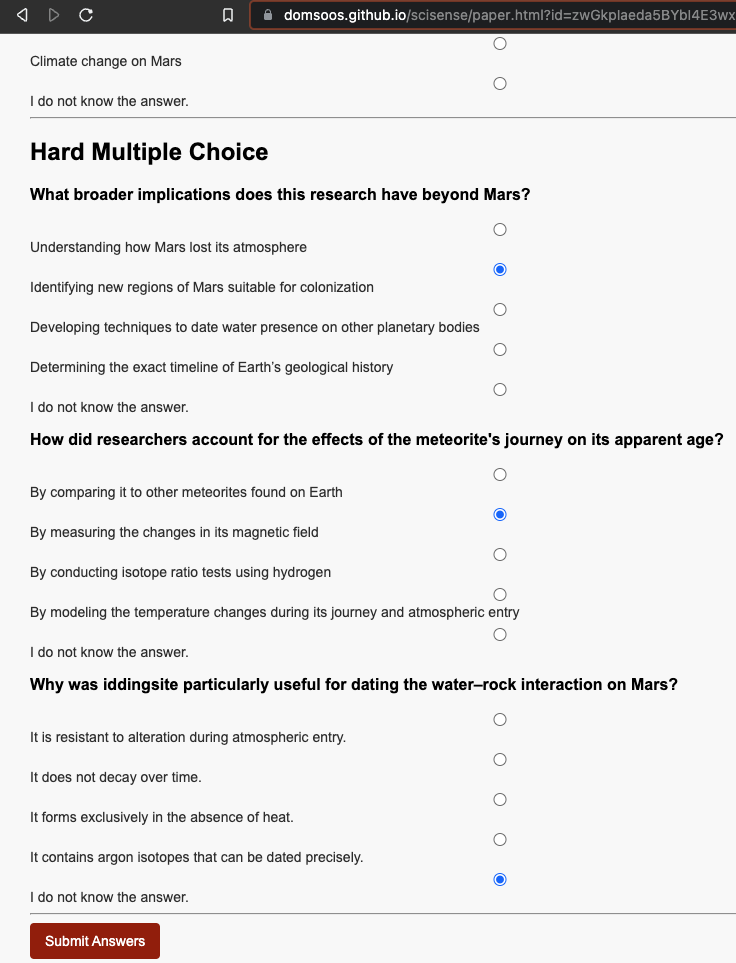 domsoos.github.io/scisense/paper.html?id=zwGkplaeda5BYbl4E3wx
Climate change on Mars
I do not know the answer.
Hard Multiple Choice
What broader implications does this research have beyond Mars?
Understanding how Mars lost its atmosphere
Identifying new regions of Mars suitable for colonization
Developing techniques to date water presence on other planetary bodies
Determining the exact timeline of Earth’s geological history
I do not know the answer.
How did researchers account for the effects of the meteorite's journey on its apparent age?
By comparing it to other meteorites found on Earth
By measuring the changes in its magnetic field
By conducting isotope ratio tests using hydrogen
By modeling the temperature changes during its journey and atmospheric entry
I do not know the answer.
Why was iddingsite particularly useful for dating the water–rock interaction on Mars?
It is resistant to alteration during atmospheric entry.
It does not decay over time.
It forms exclusively in the absence of heat.
It contains argon isotopes that can be dated precisely.
I do not know the answer.
Submit Answers